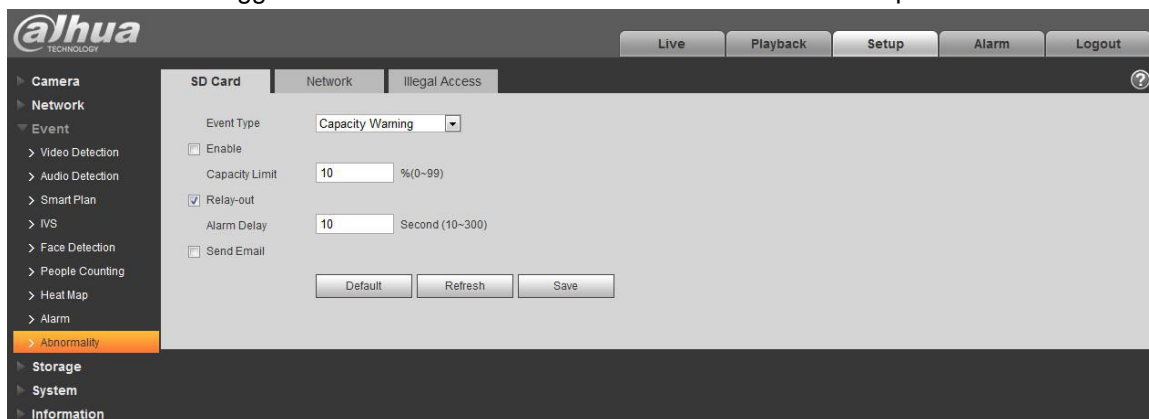 alhua
TECHNOLOGY
Live
Playback
Setup
Alarm
Logout
Camera
Network
Event
> Video Detection
> Audio Detection
> Smart Plan
> IVS
> Face Detection
> People Counting
> Heat Map
> Alarm
> Abnormality
Storage
System
Information
SD Card
Network
Illegal Access
?
Event Type Capacity Warning
Enable
Capacity Limit 10 %(0~99)
Relay-out
Alarm Delay 10 Second (10~300)
Send Email
Default
Refresh
Save